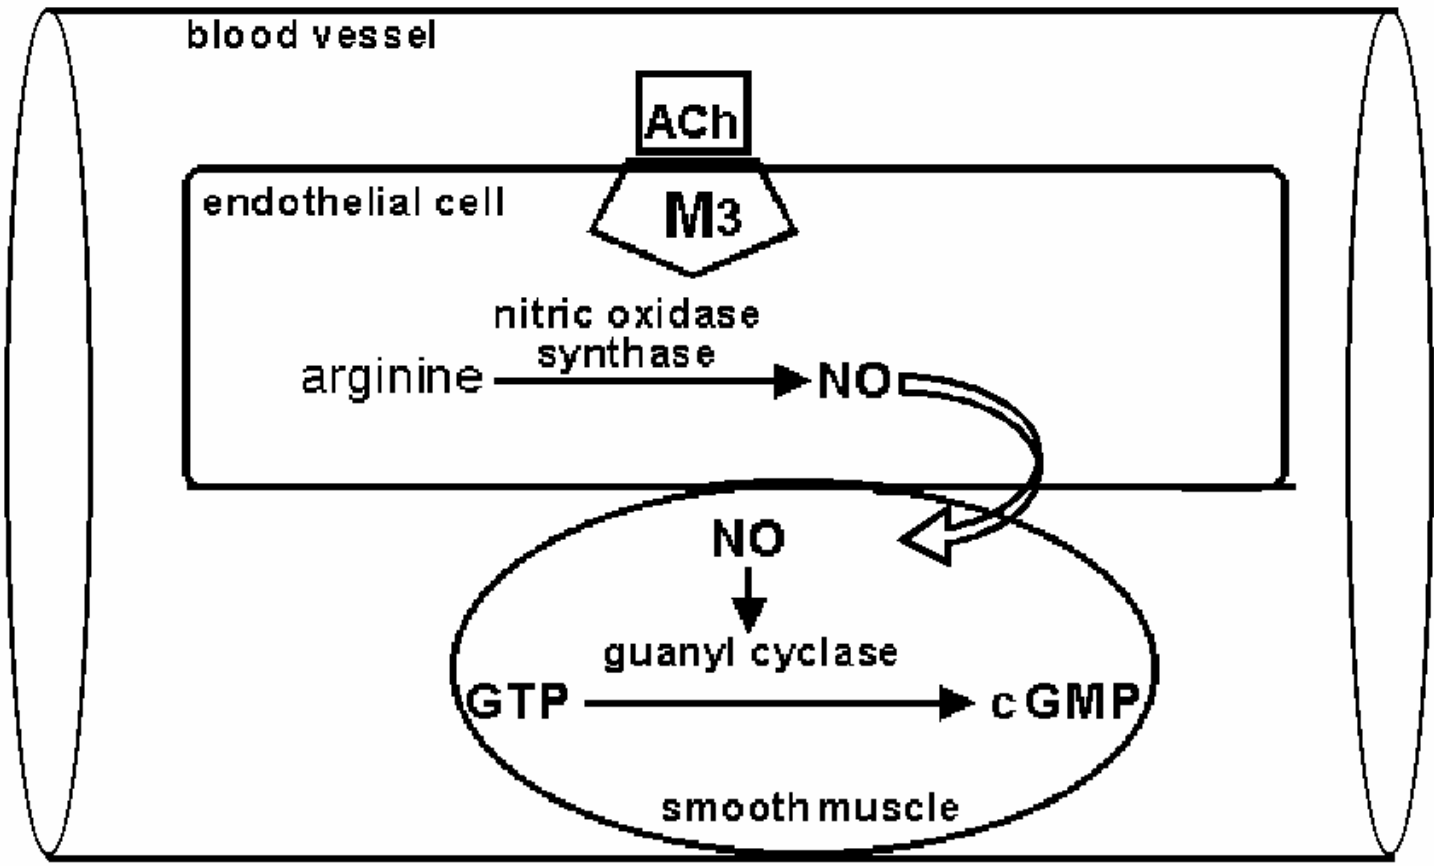 blood vessel
ACh
endothelial cell
M3
nitric oxidase
synthase
arginine
NO
NO
guanyl cyclase
GTP
cGMP
smooth muscle